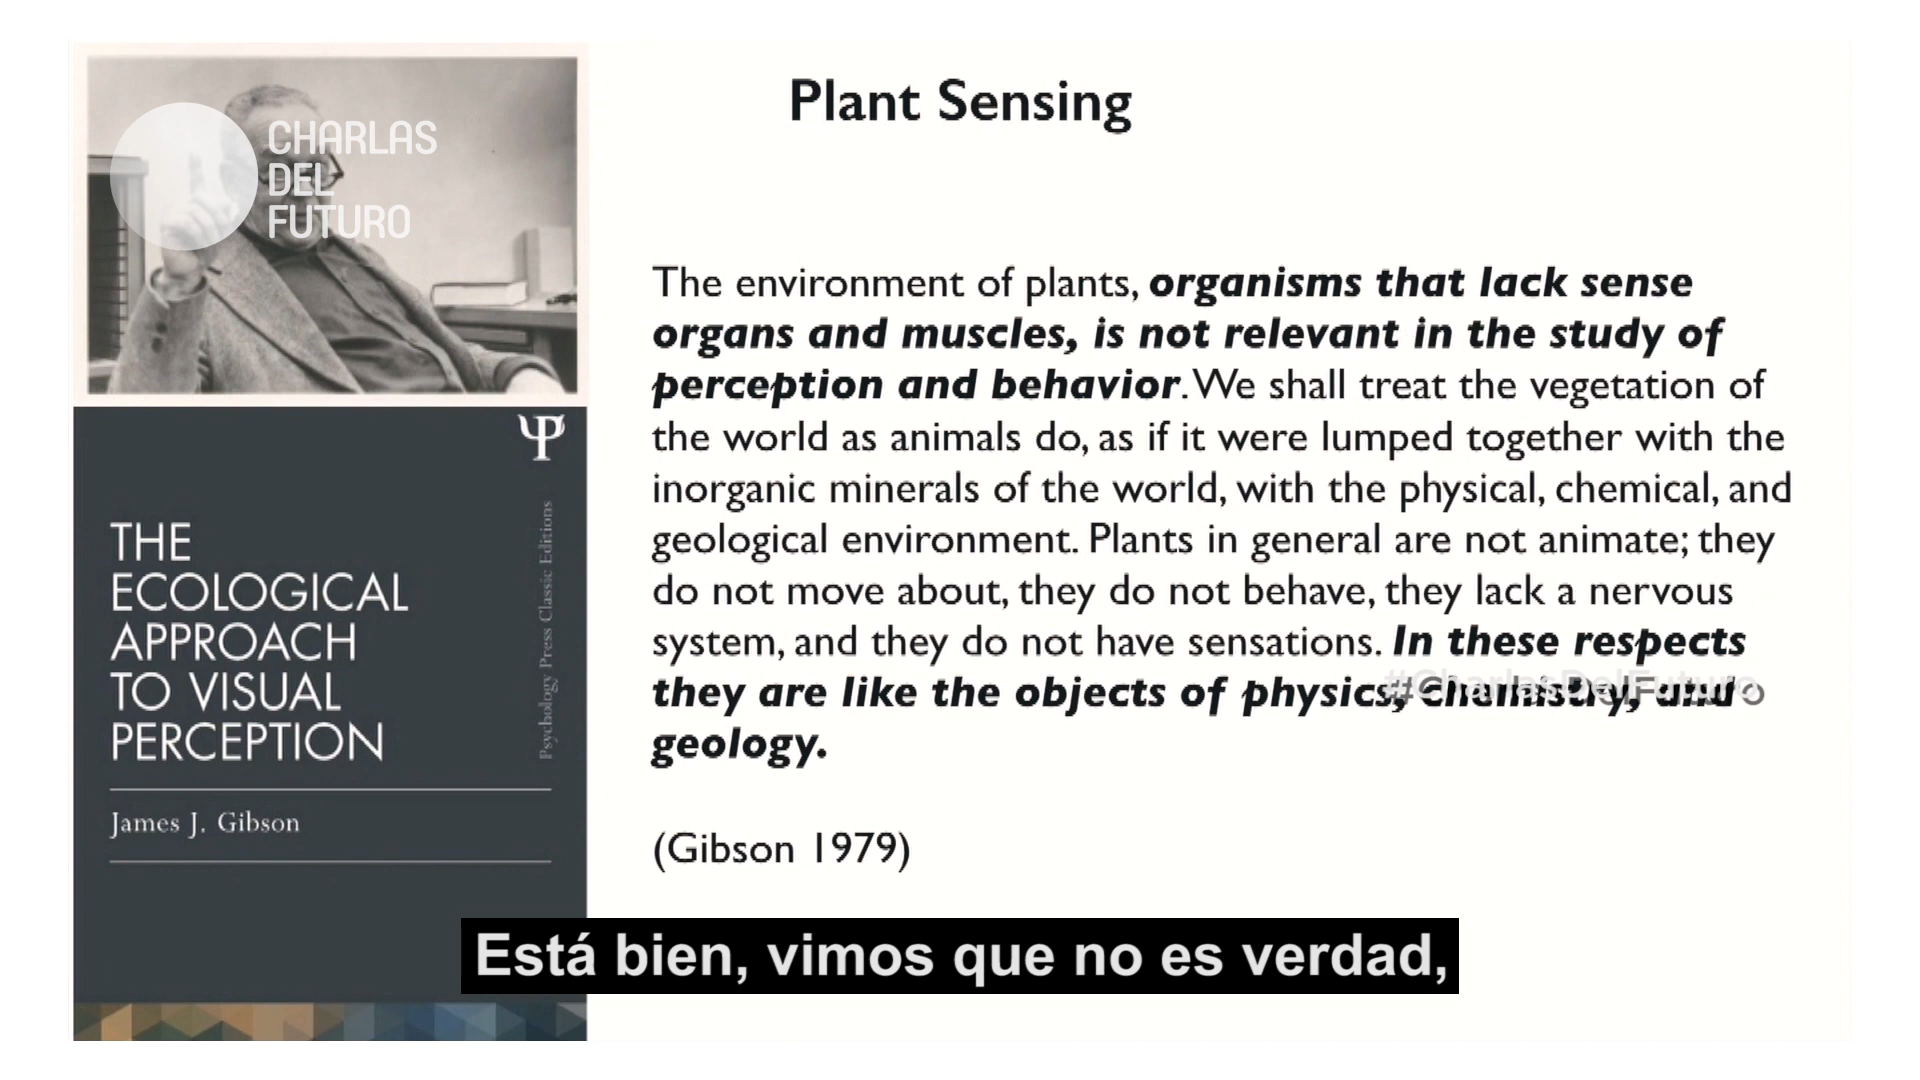 CHARLAS
DEL
FUTURO
Ψ
THE
ECOLOGICAL
APPROACH
TO VISUAL
PERCEPTION
James J. Gibson
Psychology Press Classic Editions
Plant Sensing
The environment of plants, organisms that lack sense
organs and muscles, is not relevant in the study of
perception and behavior. We shall treat the vegetation of
the world as animals do, as if it were lumped together with the
inorganic minerals of the world, with the physical, chemical, and
geological environment. Plants in general are not animate; they
do not move about, they do not behave, they lack a nervous
system, and they do not have sensations. In these respects
they are like the objects of physics, chemistry, and
#CharlasDelFuturo
geology.
(Gibson 1979)
Está bien, vimos que no es verdad,